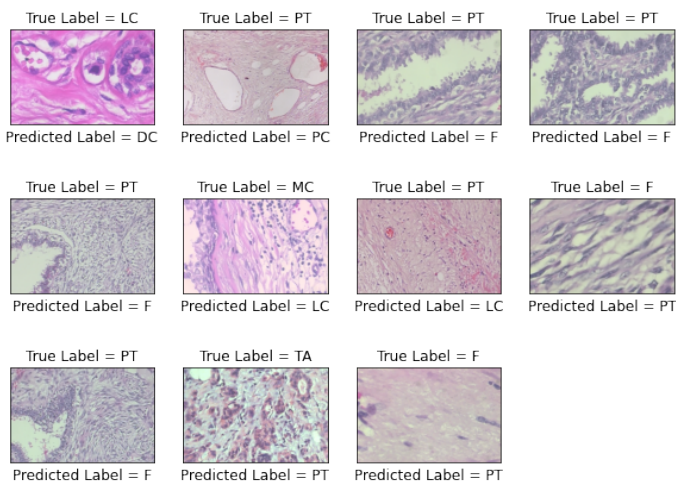 True Label = LC
True Label = PT
True Label = PT
True Label = PT
Predicted Label = DC
Predicted Label = PC
Predicted Label = F
Predicted Label = F
True Label = PT
True Label = MC
True Label = PT
True Label = F
Predicted Label = F
Predicted Label = LC
Predicted Label = LC
Predicted Label = PT
True Label = PT
True Label = TA
True Label = F
Predicted Label = F
Predicted Label = PT
Predicted Label = PT